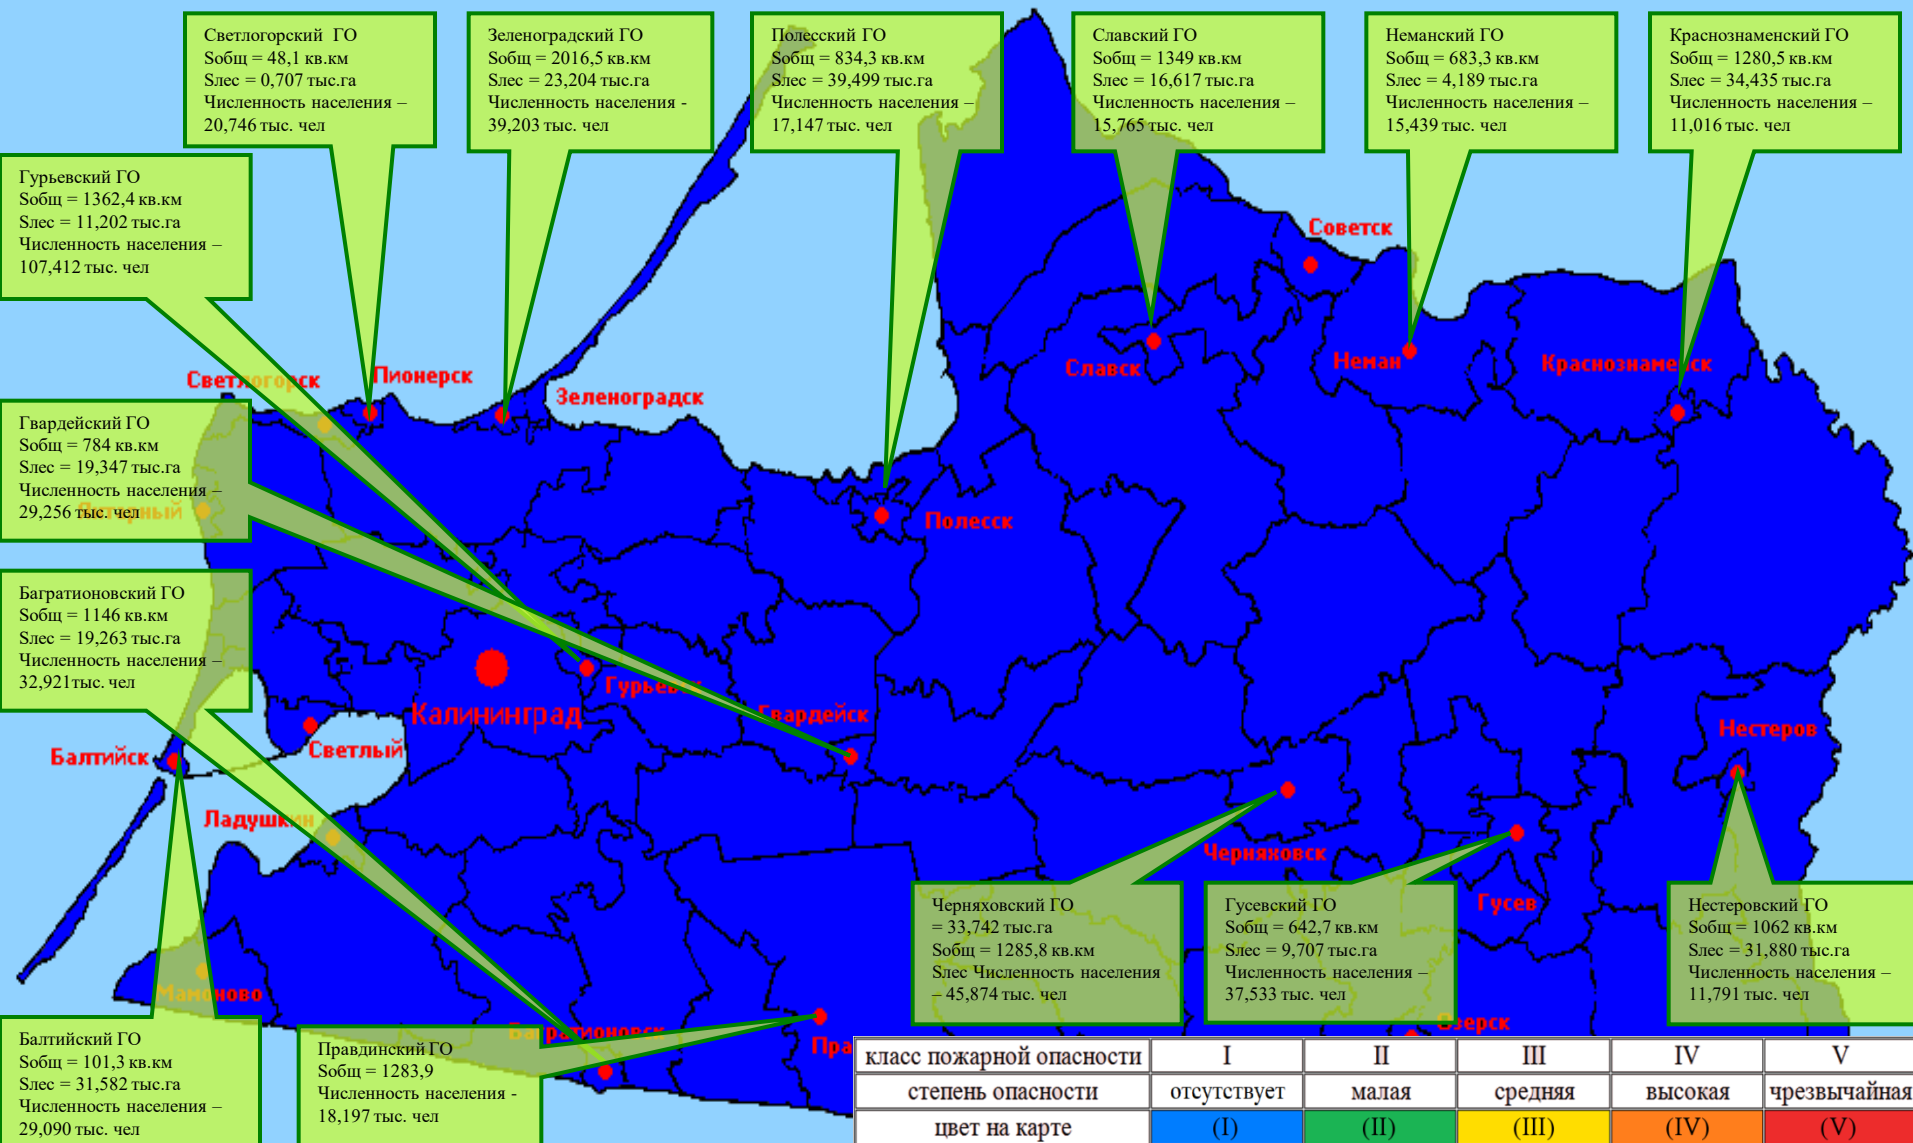 Светлогорский ГО
Sобщ = 48,1 кв.км
Sлес = 0,707 тыс.га
Численность населения –
20,746 тыс. чел
Зеленоградский ГО
Sобщ = 2016,5 кв.км
Sлес = 23,204 тыс.га
Численность населения -
39,203 тыс. чел
Полесский ГО
Sобщ = 834,3 кв.км
Sлес = 39,499 тыс.га
Численность населения –
17,147 тыс. чел
Славский ГО
Sобщ = 1349 кв.км
Sлес = 16,617 тыс.га
Численность населения –
15,765 тыс. чел
Неманский ГО
Sобщ = 683,3 кв.км
Sлес = 4,189 тыс.га
Численность населения –
15,439 тыс. чел
Краснознаменский ГО
Sобщ = 1280,5 кв.км
Sлес = 34,435 тыс.га
Численность населения –
11,016 тыс. чел
Гурьевский ГО
Sобщ = 1362,4 кв.км
Sлес = 11,202 тыс.га
Численность населения –
107,412 тыс. чел
Советск
Славск
Неман
Краснознаменск
Светлогорск
Пионерск
Зеленоградск
Гвардейский ГО
Sобщ = 784 кв.км
Sлес = 19,347 тыс.га
Численность населения –
29,256 тыс. чел
Янтарный
Полесск
Багратионовский ГО
Sобщ = 1146 кв.км
Sлес = 19,263 тыс.га
Численность населения –
32,921тыс. чел
Гурьевск
Калининград
Гвардейск
Нестеров
Светлый
Балтийск
Ладушкин
Черняховск
Гусев
Черняховский ГО
= 33,742 тыс.га
Sобщ = 1285,8 кв.км
Sлес Численность населения
– 45,874 тыс. чел
Гусевский ГО
Sобщ = 642,7 кв.км
Sлес = 9,707 тыс.га
Численность населения –
37,533 тыс. чел
Нестеровский ГО
Sобщ = 1062 кв.км
Sлес = 31,880 тыс.га
Численность населения –
11,791 тыс. чел
Мамоново
Багратионовск
Озерск
Пра
Балтийский ГО
Sобщ = 101,3 кв.км
Sлес = 31,582 тыс.га
Численность населения –
29,090 тыс. чел
Правдинский ГО
Sобщ = 1283,9
Численность населения -
18,197 тыс. чел
класс пожарной опасности I II III IV V
степень опасности отсутствует малая средняя высокая чрезвычайная
цвет на карте (I) (II) (III) (IV) (V)